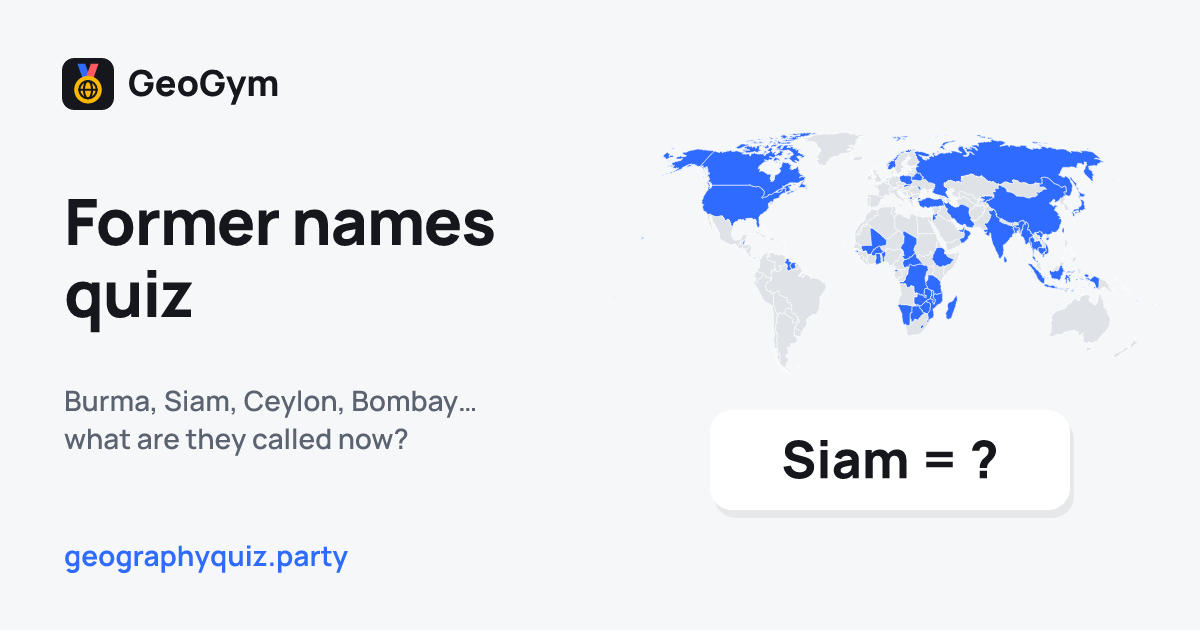 GeoGym
Former names
quiz
Burma, Siam, Ceylon, Bombay…
what are they called now?
Siam = ?
geographyquiz.party